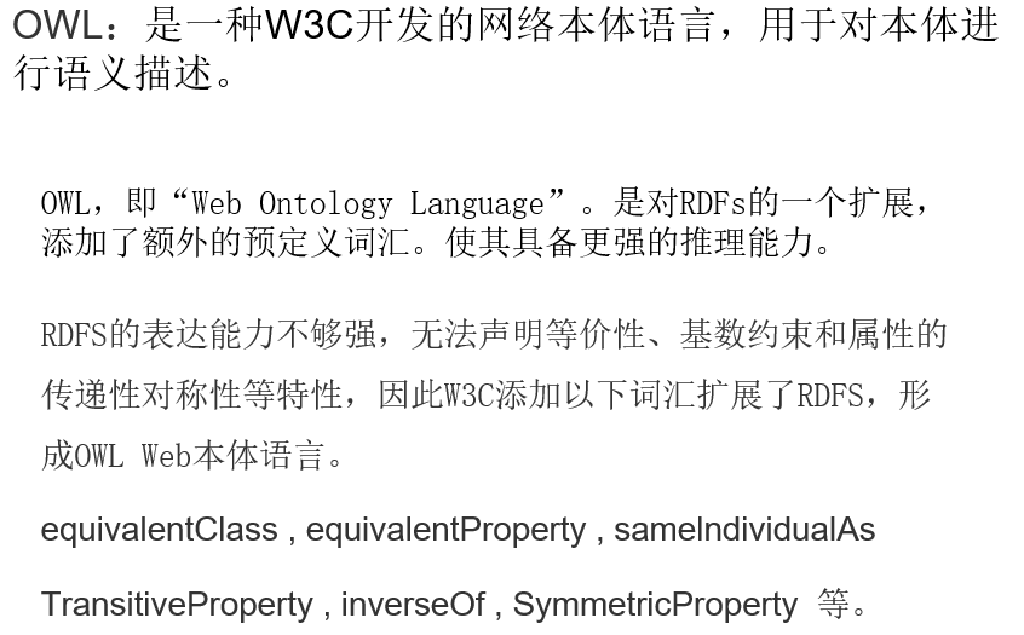 OWL：是一种W3C开发的网络本体语言，用于对本体进
行语义描述。
OWL，即“Web Ontology Language”。是对RDFs的一个扩展，
添加了额外的预定义词汇。使其具备更强的推理能力。
RDFS的表达能力不够强，无法声明等价性、基数约束和属性的
传递性对称性等特性，因此W3C添加以下词汇扩展了RDFS，形
成OWL Web本体语言。
equivalentClass , equivalentProperty , sameIndividualAs
TransitiveProperty , inverseOf , SymmetricProperty 等。